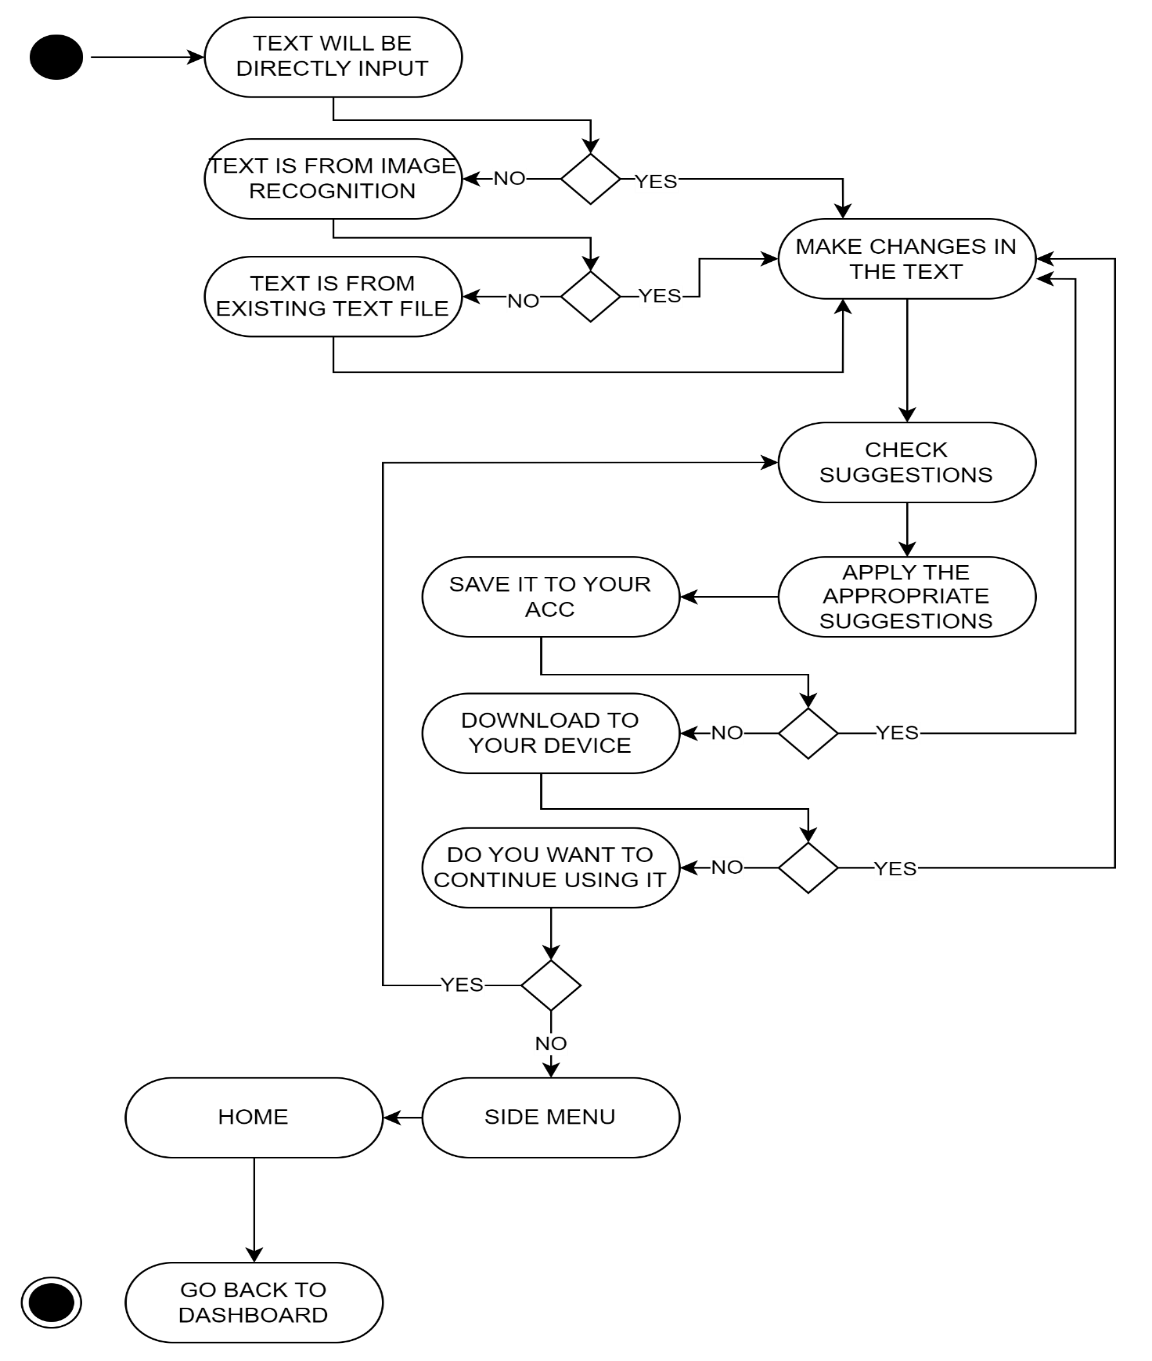 TEXT WILL BE
DIRECTLY INPUT
TEXT IS FROM IMAGE
RECOGNITION
NO
YES
TEXT IS FROM
EXISTING TEXT FILE
NO
YES
MAKE CHANGES IN
THE TEXT
CHECK
SUGGESTIONS
APPLY THE
APPROPRIATE
SUGGESTIONS
SAVE IT TO YOUR
ACC
DOWNLOAD TO
YOUR DEVICE
NO
YES
DO YOU WANT TO
CONTINUE USING IT
NO
YES
YES
NO
SIDE MENU
HOME
GO BACK TO
DASHBOARD